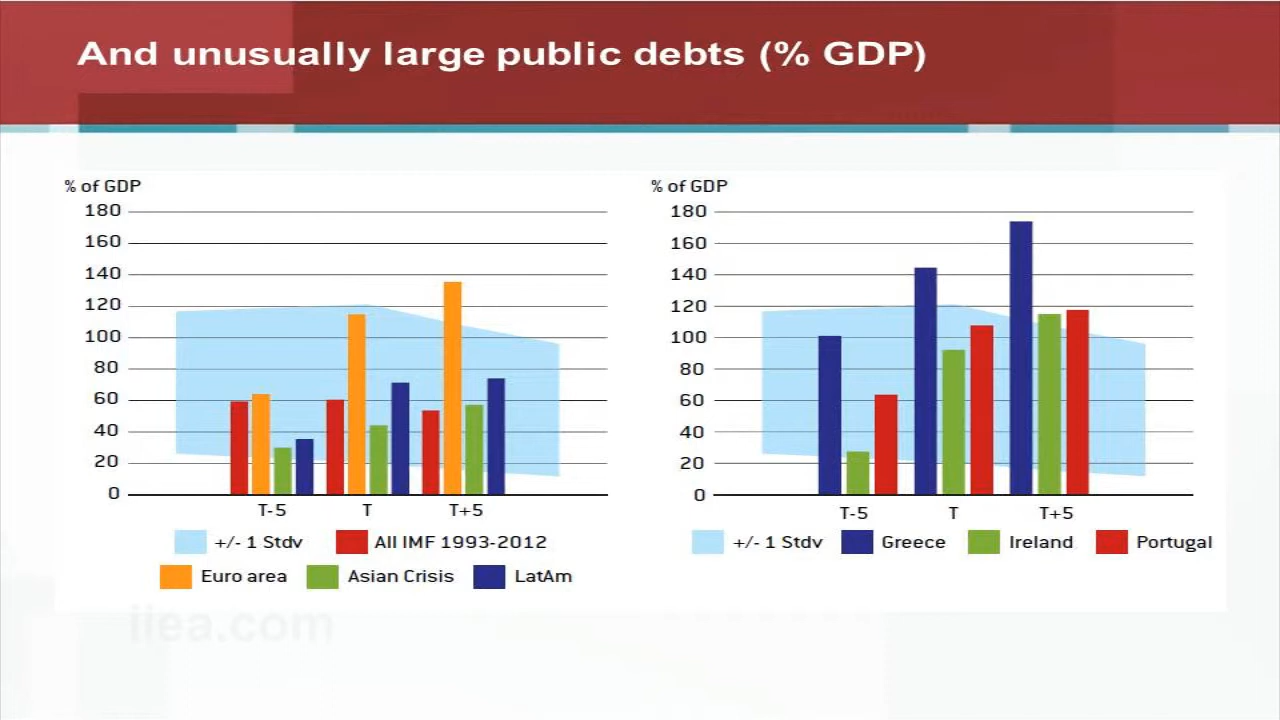 And unusually large public debts (% GDP)
% of GDP
180
160
140
120
100
80
60
40
20
0
T-5 T T+5
+/- 1 Stdv All IMF 1993-2012
Euro area Asian Crisis LatAm
% of GDP
180
160
140
120
100
80
60
40
20
0
T-5 T T+5
+/- 1 Stdv Greece Ireland Portugal
iiea.com